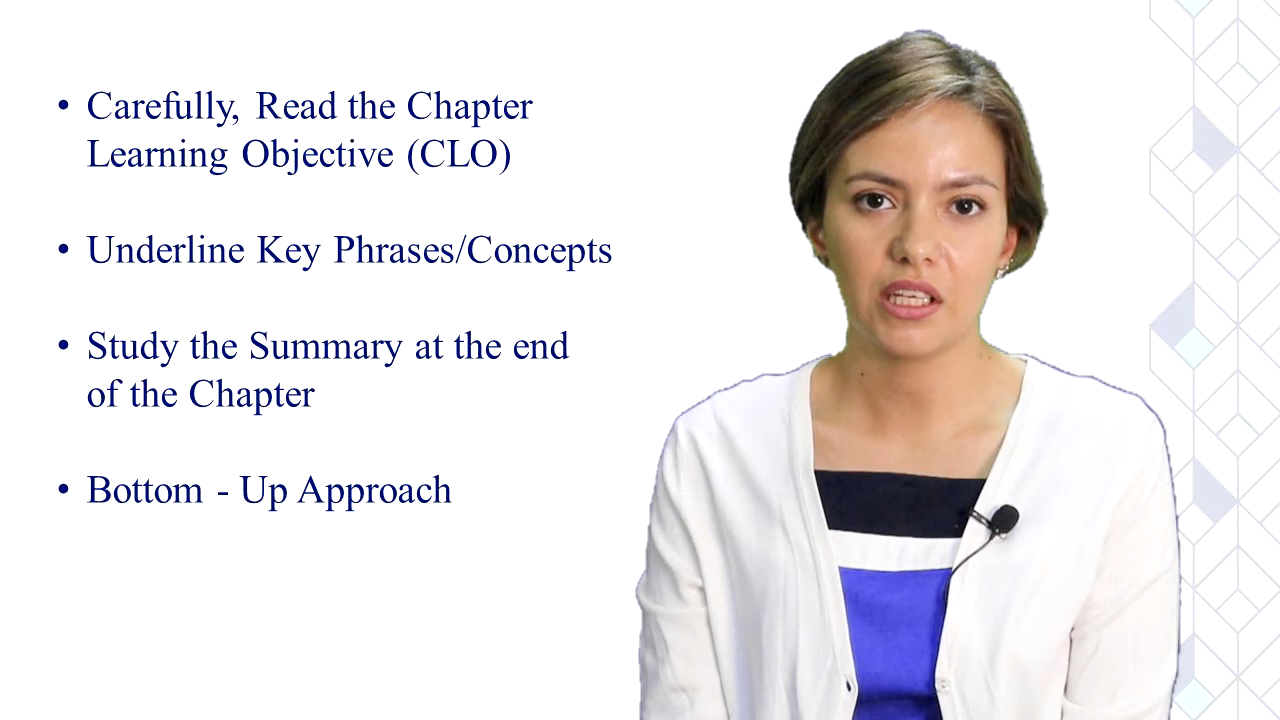 • Carefully, Read the Chapter
Learning Objective (CLO)
• Underline Key Phrases/Concepts
• Study the Summary at the end
of the Chapter
• Bottom - Up Approach